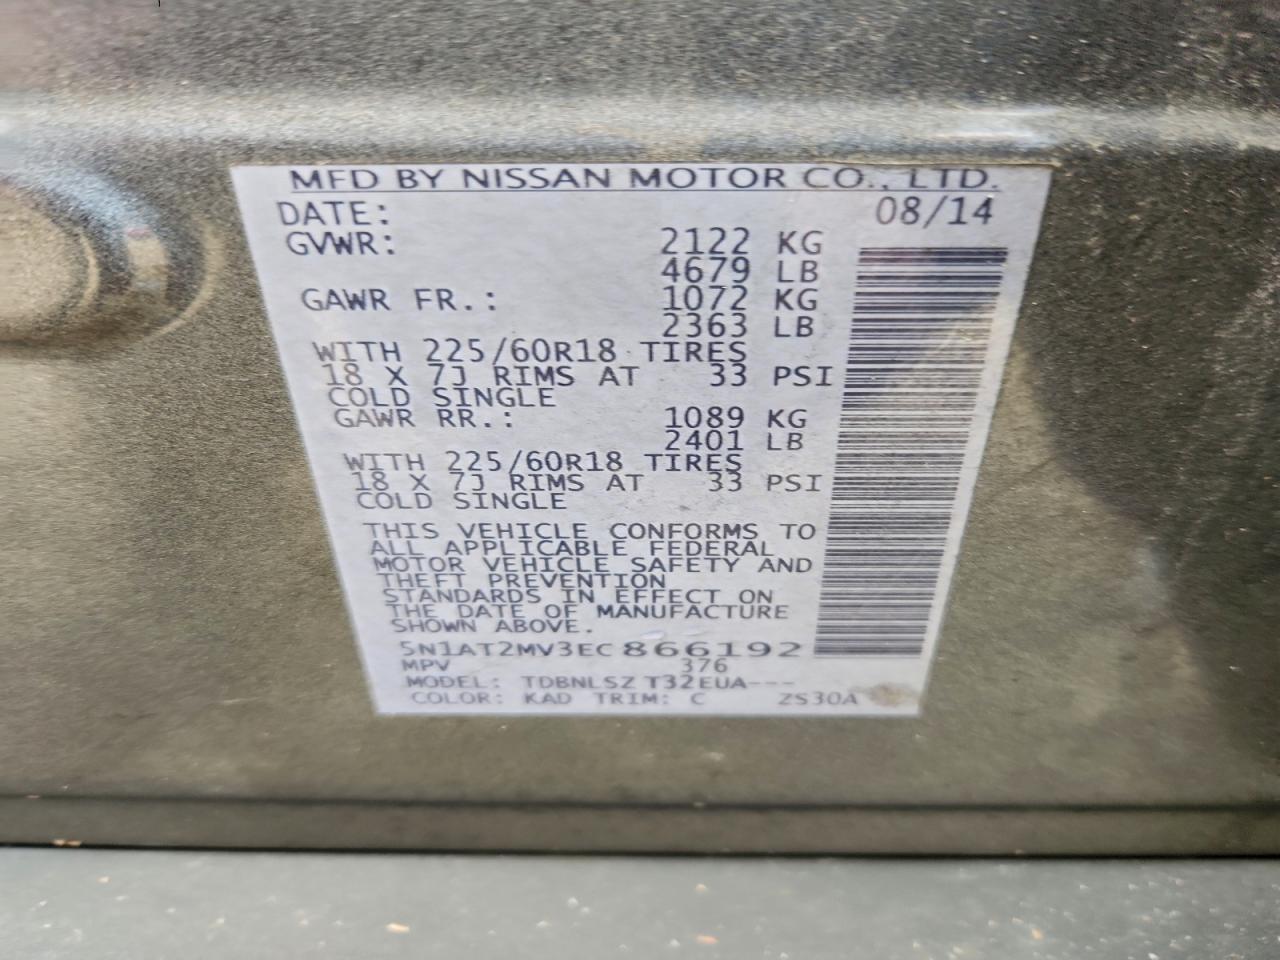 MFD BY NISSAN MOTOR CO., LTD.
DATE: 08/14
GVWR: 2122 KG
4679 LB
GAWR FR.: 1072 KG
2363 LB
WITH 225/60R18 TIRES
18 X 7J RIMS AT 33 PSI
COLD SINGLE
GAWR RR.: 1089 KG
2401 LB
WITH 225/60R18 TIRES
18 X 7J RIMS AT 33 PSI
COLD SINGLE
THIS VEHICLE CONFORMS TO
ALL APPLICABLE FEDERAL
MOTOR VEHICLE SAFETY AND
THEFT PREVENTION
STANDARDS IN EFFECT ON
THE DATE OF MANUFACTURE
SHOWN ABOVE.
5N1AT2MV3EC866192
MPV 376
MODEL: TDBNLSZ T32EUA---
COLOR: KAD TRIM: C ZS30A